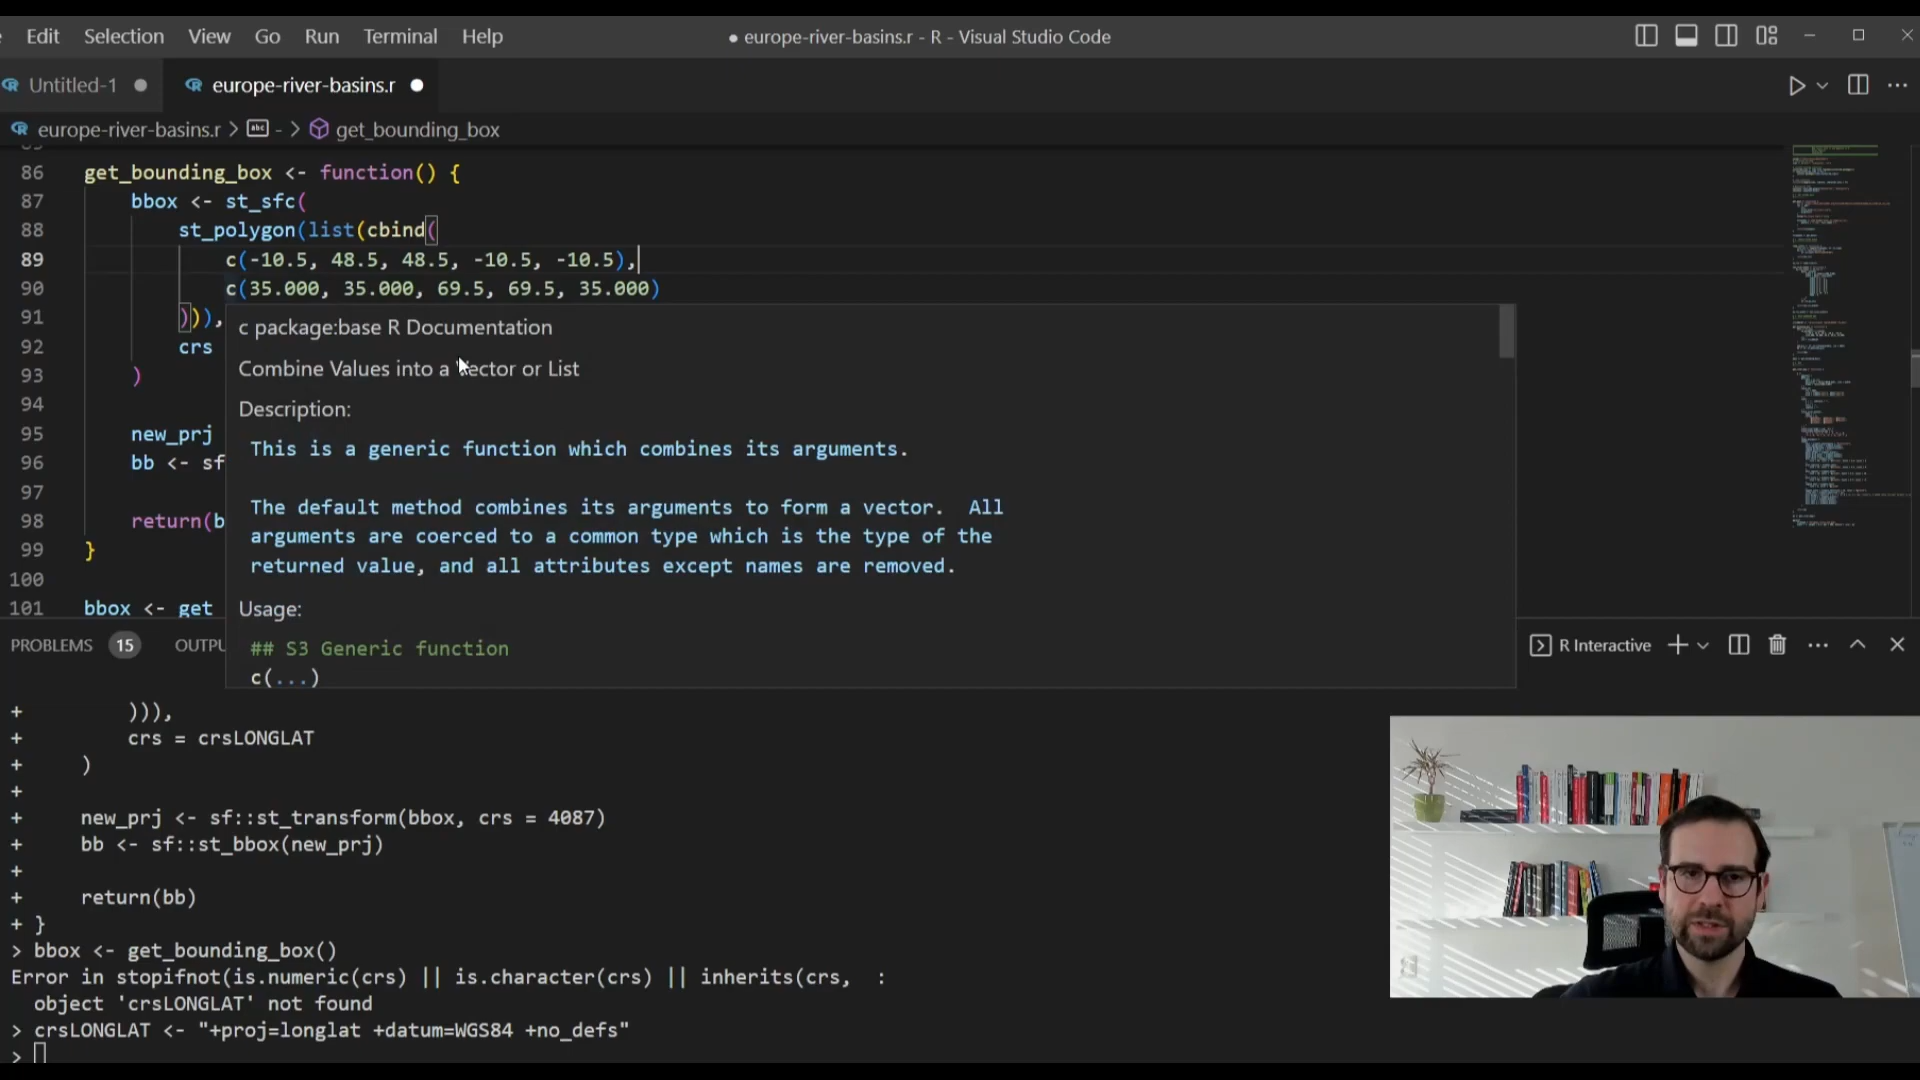 Edit Selection View Go Run Terminal Help
● europe-river-basins.r - R - Visual Studio Code
Untitled-1
europe-river-basins.r
europe-river-basins.r > abc - > get_bounding_box
86 get_bounding_box <- function() {
87 bbox <- st_sfc(
88 st_polygon(list(cbind(
89 c(-10.5, 48.5, 48.5, -10.5, -10.5),
90 c(35.000, 35.000, 69.5, 69.5, 35.000)
91 ))),
92 crs
93 )
94
95 new_prj
96 bb <- sf
97
98 return(b
99 }
100
101 bbox <- get
c package:base R Documentation
Combine Values into a Vector or List
Description:
This is a generic function which combines its arguments.
The default method combines its arguments to form a vector. All
arguments are coerced to a common type which is the type of the
returned value, and all attributes except names are removed.
Usage:
## S3 Generic function
c(...)
PROBLEMS 15 OUTPU
R Interactive
+ ))),
+ crs = crsLONGLAT
+ )
+
+ new_prj <- sf::st_transform(bbox, crs = 4087)
+ bb <- sf::st_bbox(new_prj)
+
+ return(bb)
+ }
> bbox <- get_bounding_box()
Error in stopifnot(is.numeric(crs) || is.character(crs) || inherits(crs, :
object 'crsLONGLAT' not found
> crsLONGLAT <- "+proj=longlat +datum=WGS84 +no_defs"
>